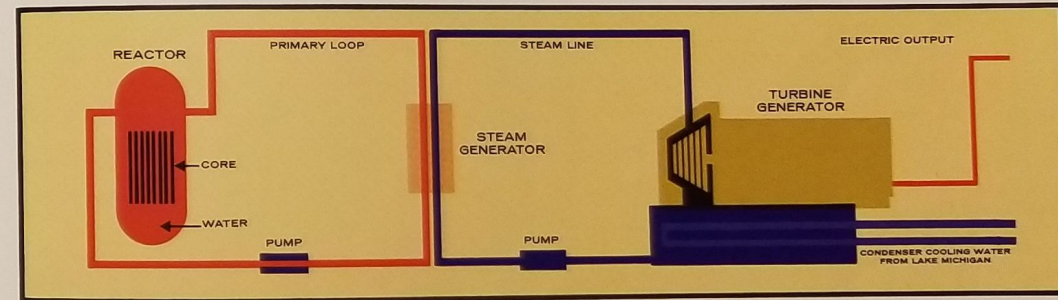 REACTOR
PRIMARY LOOP
STEAM LINE
ELECTRIC OUTPUT
TURBINE
GENERATOR
STEAM
GENERATOR
CORE
WATER
PUMP
PUMP
CONDENSER COOLING WATER
FROM LAKE MICHIGAN